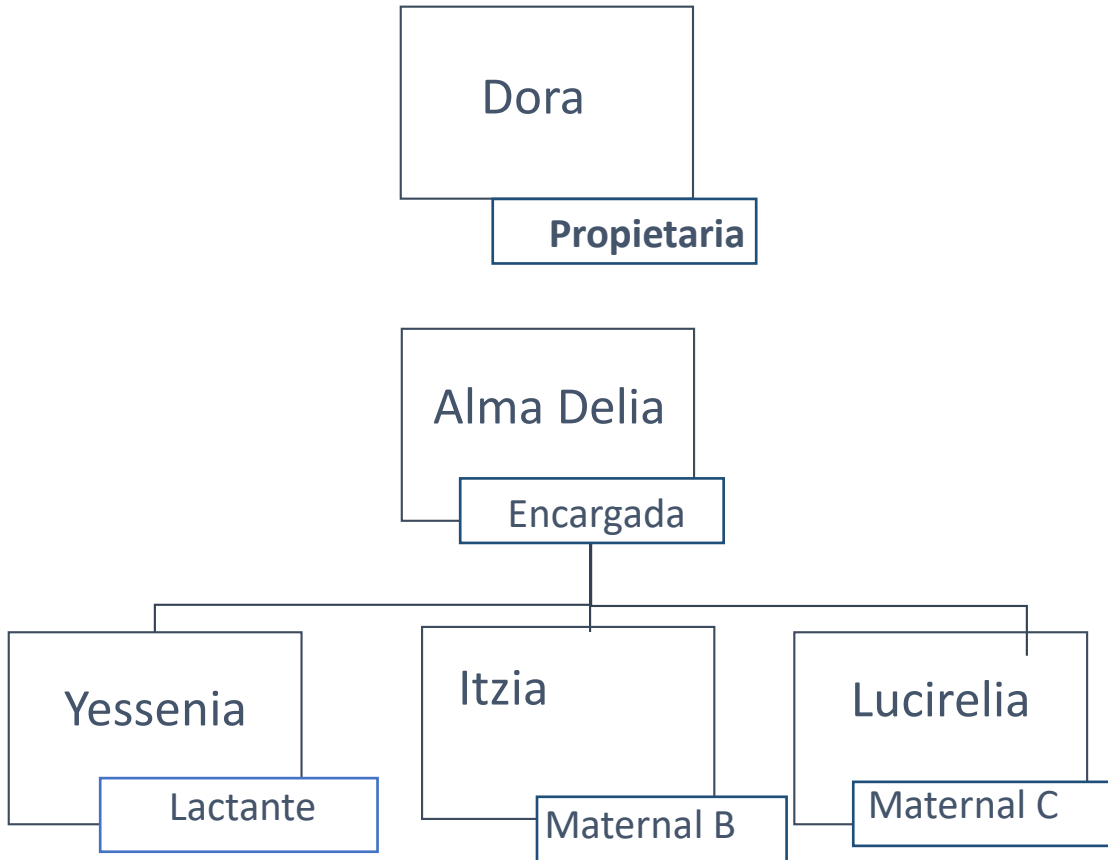 Dora
Propietaria
Alma Delia
Encargada
Yessenia
Lactante
Itzia
Maternal B
Lucirelia
Maternal C